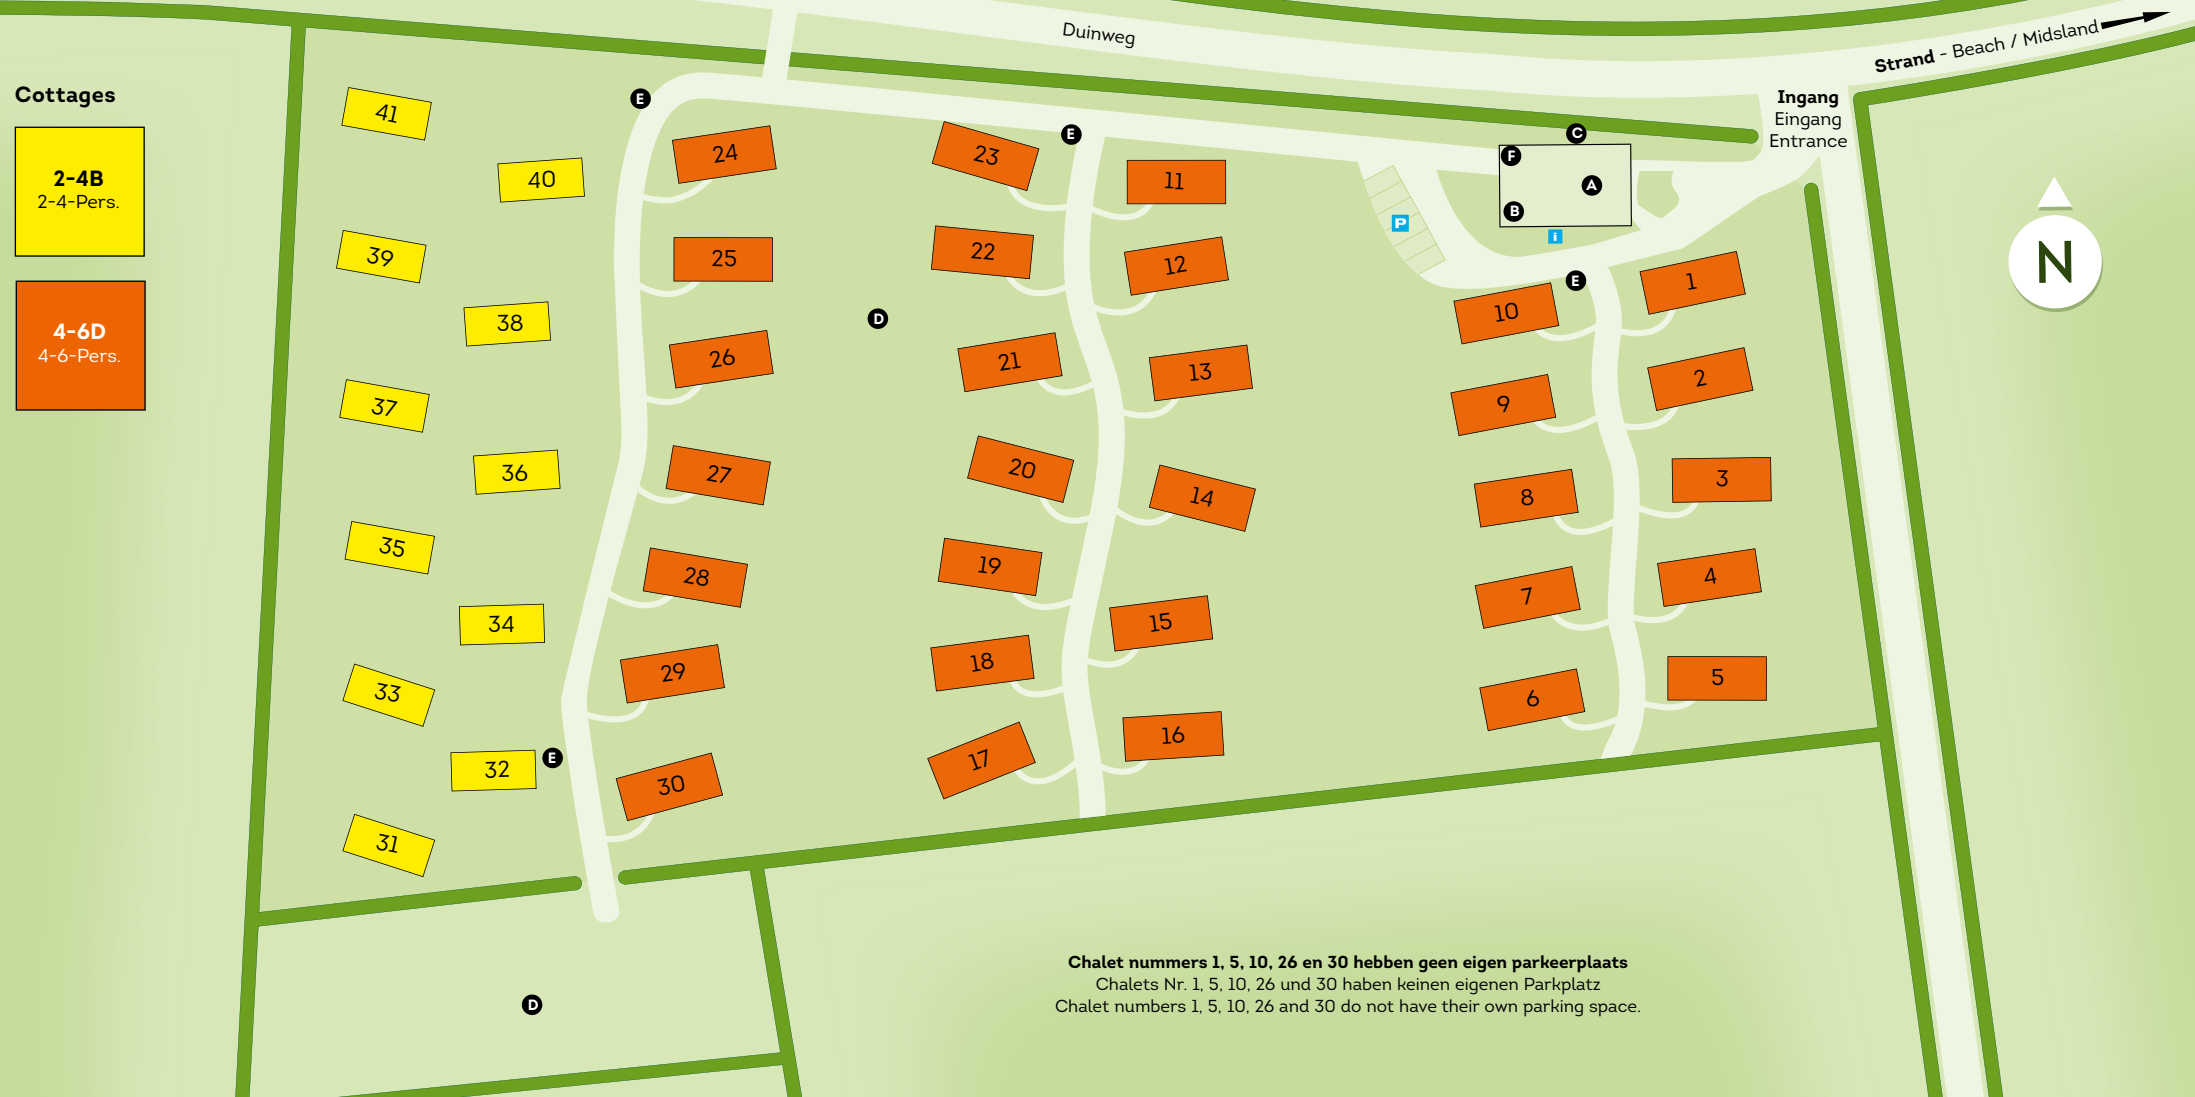 Duinweg
Strand - Beach / Midsland
Cottages
2-4B
2-4-Pers.
4-6D
4-6-Pers.
Ingang
Eingang
Entrance
N
41
40
39
38
37
36
35
34
33
32
31
E
24
25
26
27
28
29
30
E
D
23
22
21
20
19
18
17
E
11
12
13
14
15
16
P
C
F
A
B
i
E
10
9
8
7
6
1
2
3
4
5
D
Chalet nummers 1, 5, 10, 26 en 30 hebben geen eigen parkeerplaats
Chalets Nr. 1, 5, 10, 26 und 30 haben keinen eigenen Parkplatz
Chalet numbers 1, 5, 10, 26 and 30 do not have their own parking space.